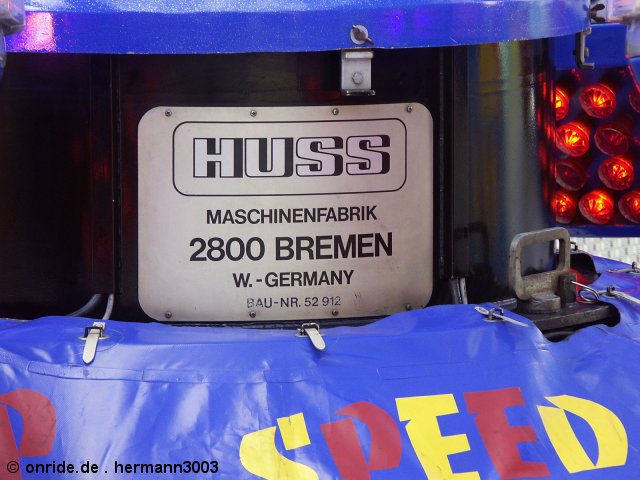 HUSS
MASCHINENFABRIK
2800 BREMEN
W.-GERMANY
BAU-NR. 52 912
SPEED
© onride.de . hermann3003